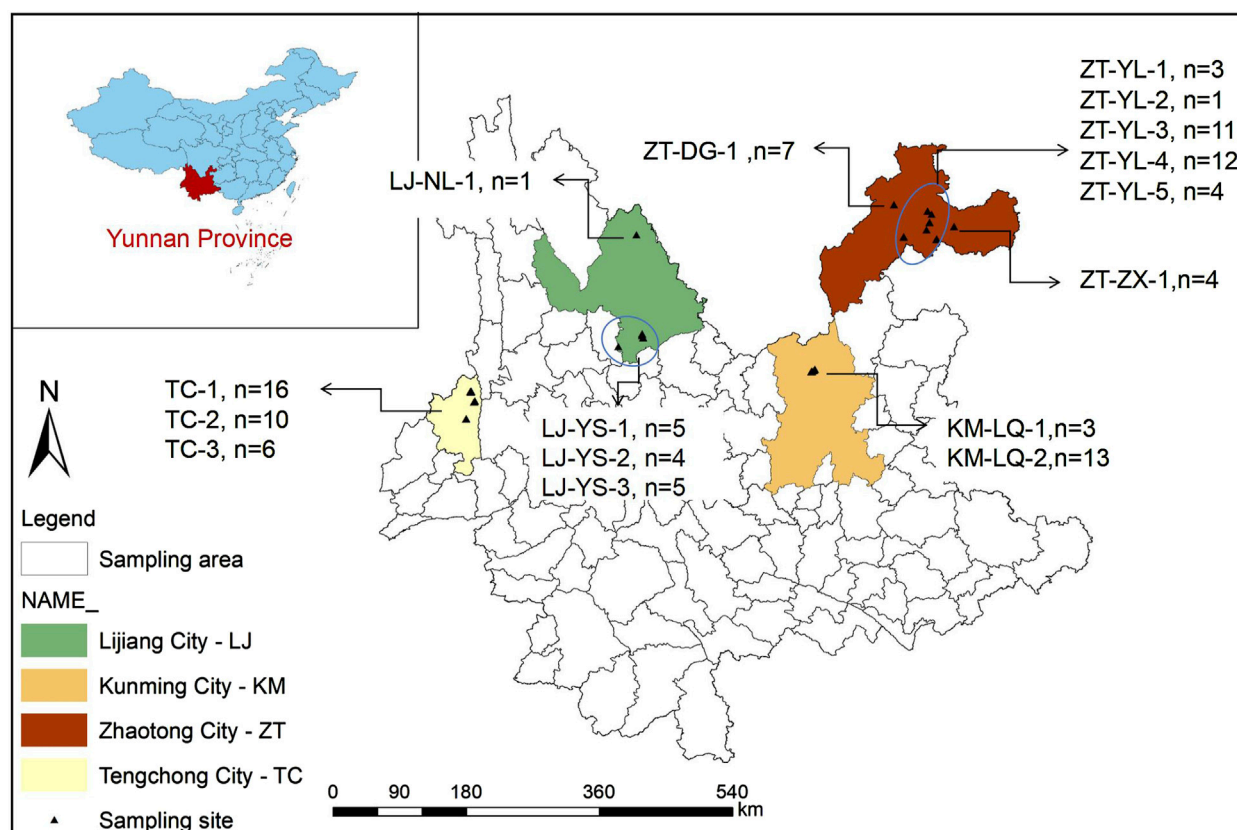 Yunnan Province
ZT-YL-1, n=3
ZT-YL-2, n=1
ZT-YL-3, n=11
ZT-YL-4, n=12
ZT-YL-5, n=4
ZT-DG-1 ,n=7
LJ-NL-1, n=1
ZT-ZX-1,n=4
TC-1, n=16
TC-2, n=10
TC-3, n=6
LJ-YS-1, n=5
LJ-YS-2, n=4
LJ-YS-3, n=5
KM-LQ-1,n=3
KM-LQ-2,n=13
N
Legend
Sampling area
NAME_
Lijiang City - LJ
Kunming City - KM
Zhaotong City - ZT
Tengchong City - TC
Sampling site
0 90 180 360 540
km